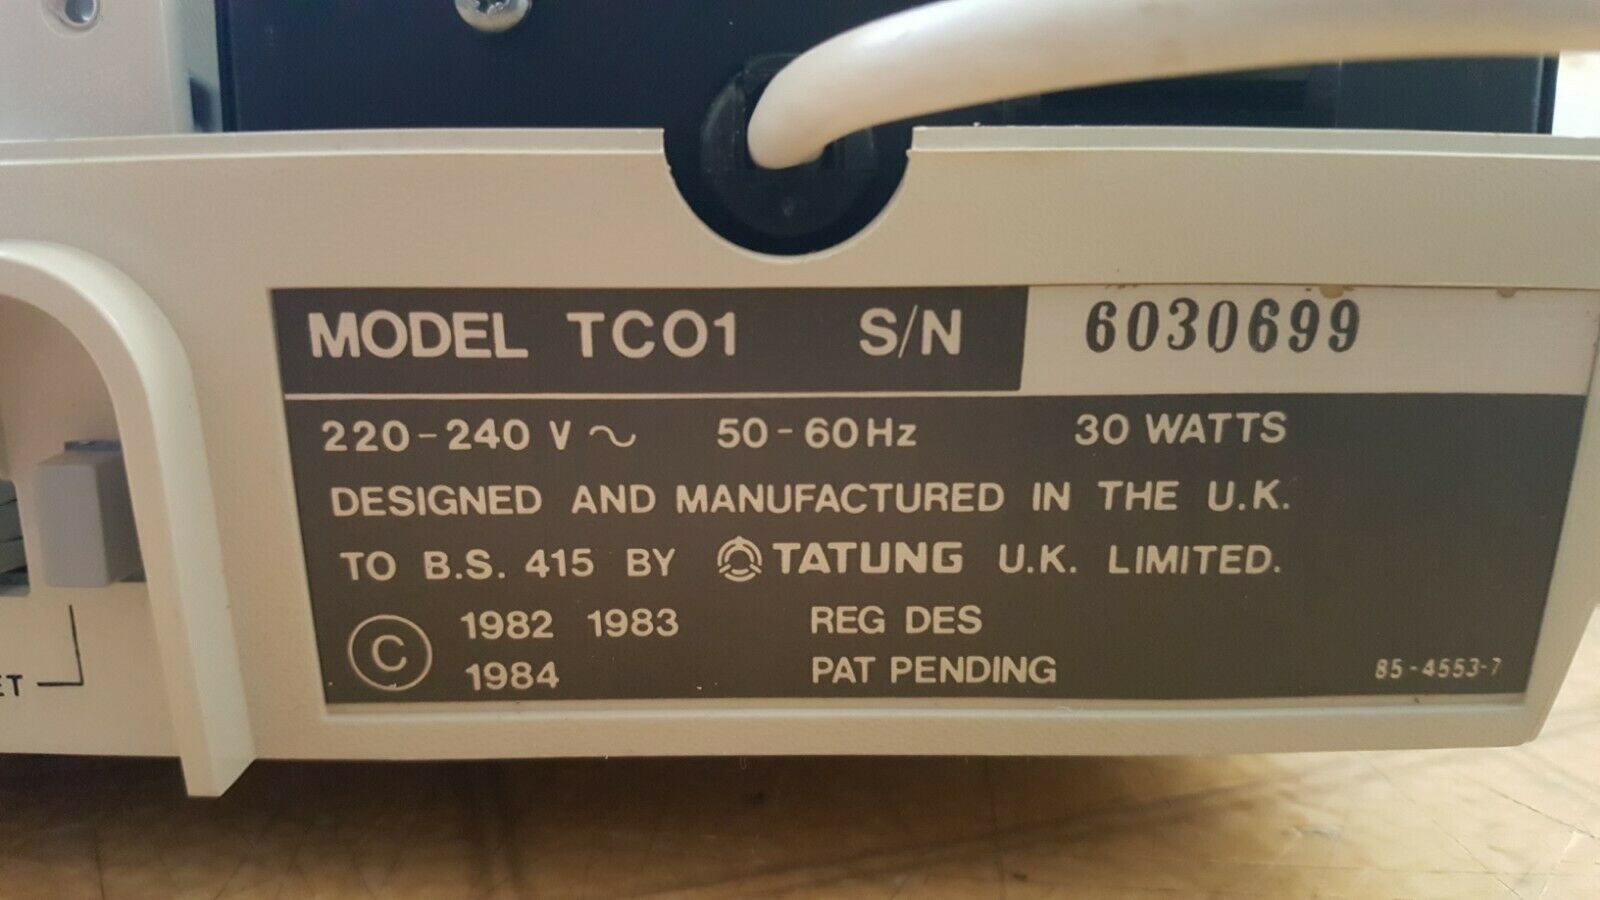 MODEL TC01 S/N 6030699
220-240 V ~ 50-60Hz 30 WATTS
DESIGNED AND MANUFACTURED IN THE U.K.
TO B.S. 415 BY TATUNG U.K. LIMITED.
© 1982 1983 REG DES
1984 PAT PENDING 85-4553-7